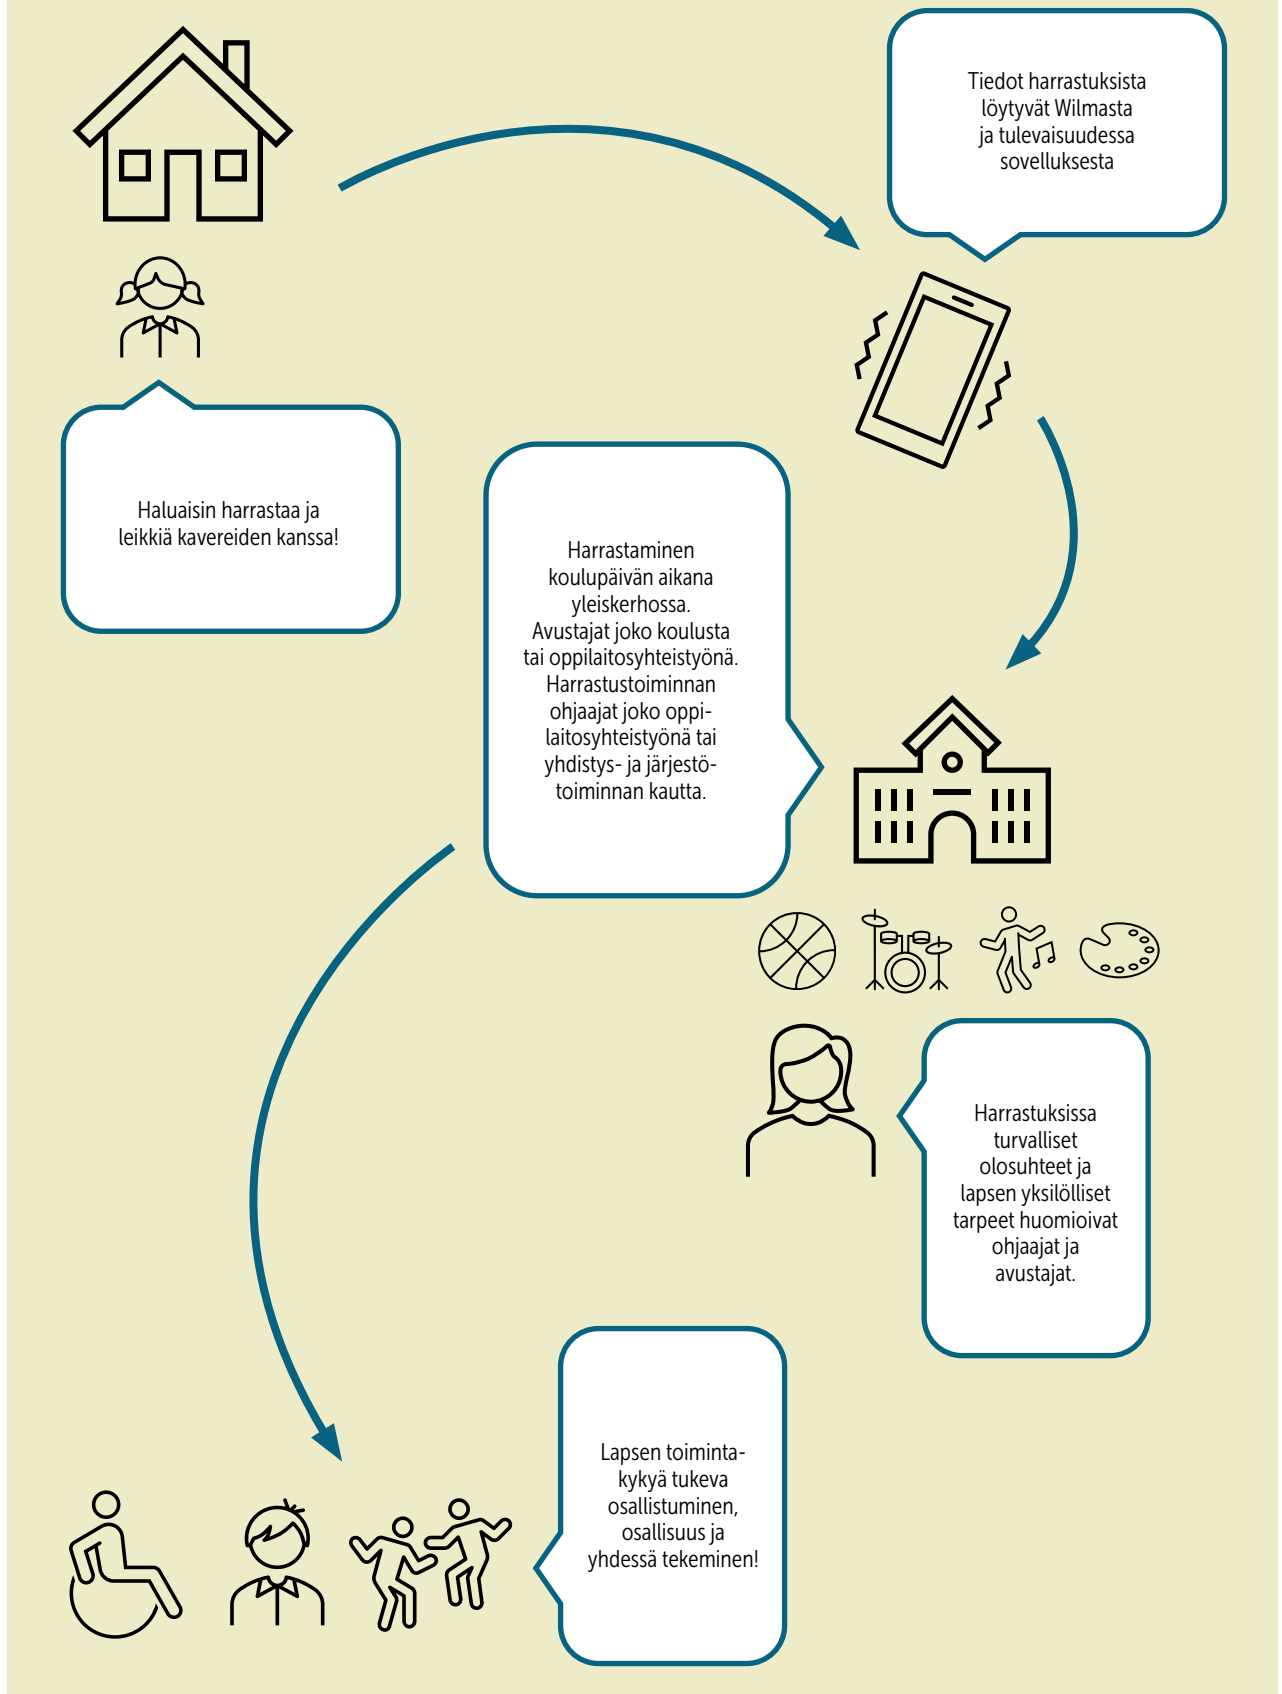 Tiedot harrastuksista
löytyvät Wilmasta
ja tulevaisuudessa
sovelluksesta
Haluaisin harrastaa ja
leikkiä kavereiden kanssa!
Harrastaminen
koulupäivän aikana
yleiskerhossa.
Avustajat joko koulusta
tai oppilaitosyhteistyönä.
Harrastustoiminnan
ohjaajat joko oppi-
laitosyhteistyönä tai
yhdistys- ja järjestö-
toiminnan kautta.
Harrastuksissa
turvalliset
olosuhteet ja
lapsen yksilölliset
tarpeet huomioivat
ohjaajat ja
avustajat.
Lapsen toiminta-
kykyä tukeva
osallistuminen,
osallisuus ja
yhdessä tekeminen!